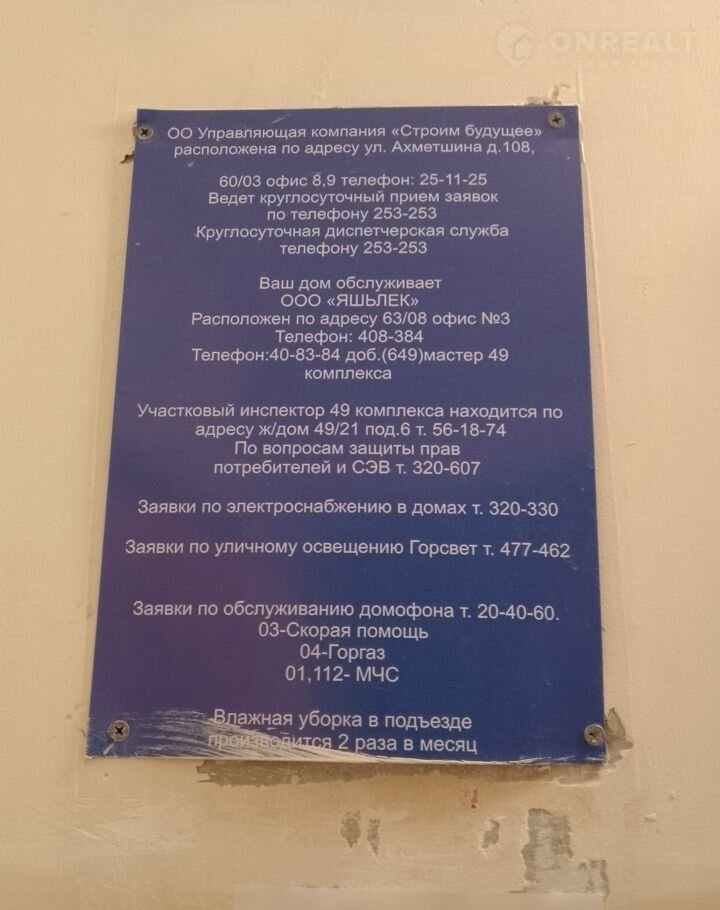 ONREALT
НЕДВИЖИМОСТЬ
ОО Управляющая компания «Строим будущее»
расположена по адресу ул. Ахметшина д.108,
60/03 офис 8,9 телефон: 25-11-25
Ведет круглосуточный прием заявок
по телефону 253-253
Круглосуточная диспетчерская служба
телефону 253-253
Ваш дом обслуживает
ООО «ЯШЬЛЕК»
Расположен по адресу 63/08 офис №3
Телефон: 408-384
Телефон:40-83-84 доб.(649)мастер 49
комплекса
Участковый инспектор 49 комплекса находится по
адресу ж/дом 49/21 под.6 т. 56-18-74
По вопросам защиты прав
потребителей и СЭВ т. 320-607
Заявки по электроснабжению в домах т. 320-330
Заявки по уличному освещению Горсвет т. 477-462
Заявки по обслуживанию домофона т. 20-40-60.
03-Скорая помощь
04-Горгаз
01,112- МЧС
Влажная уборка в подъезде
производится 2 раза в месяц